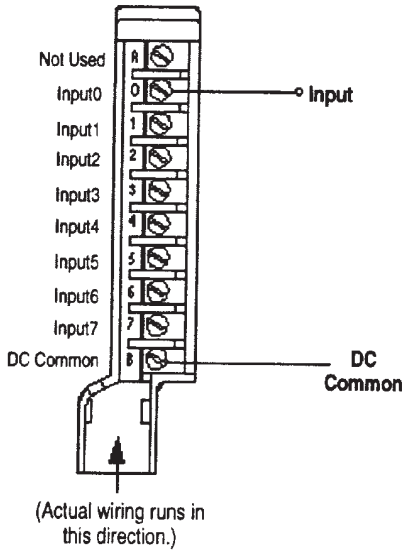 Not Used A
Input0 0 Input
Input1 1
Input2 2
Input3 3
Input4 4
Input5 5
Input6 6
Input7 7
DC Common B DC
Common
(Actual wiring runs in
this direction.)